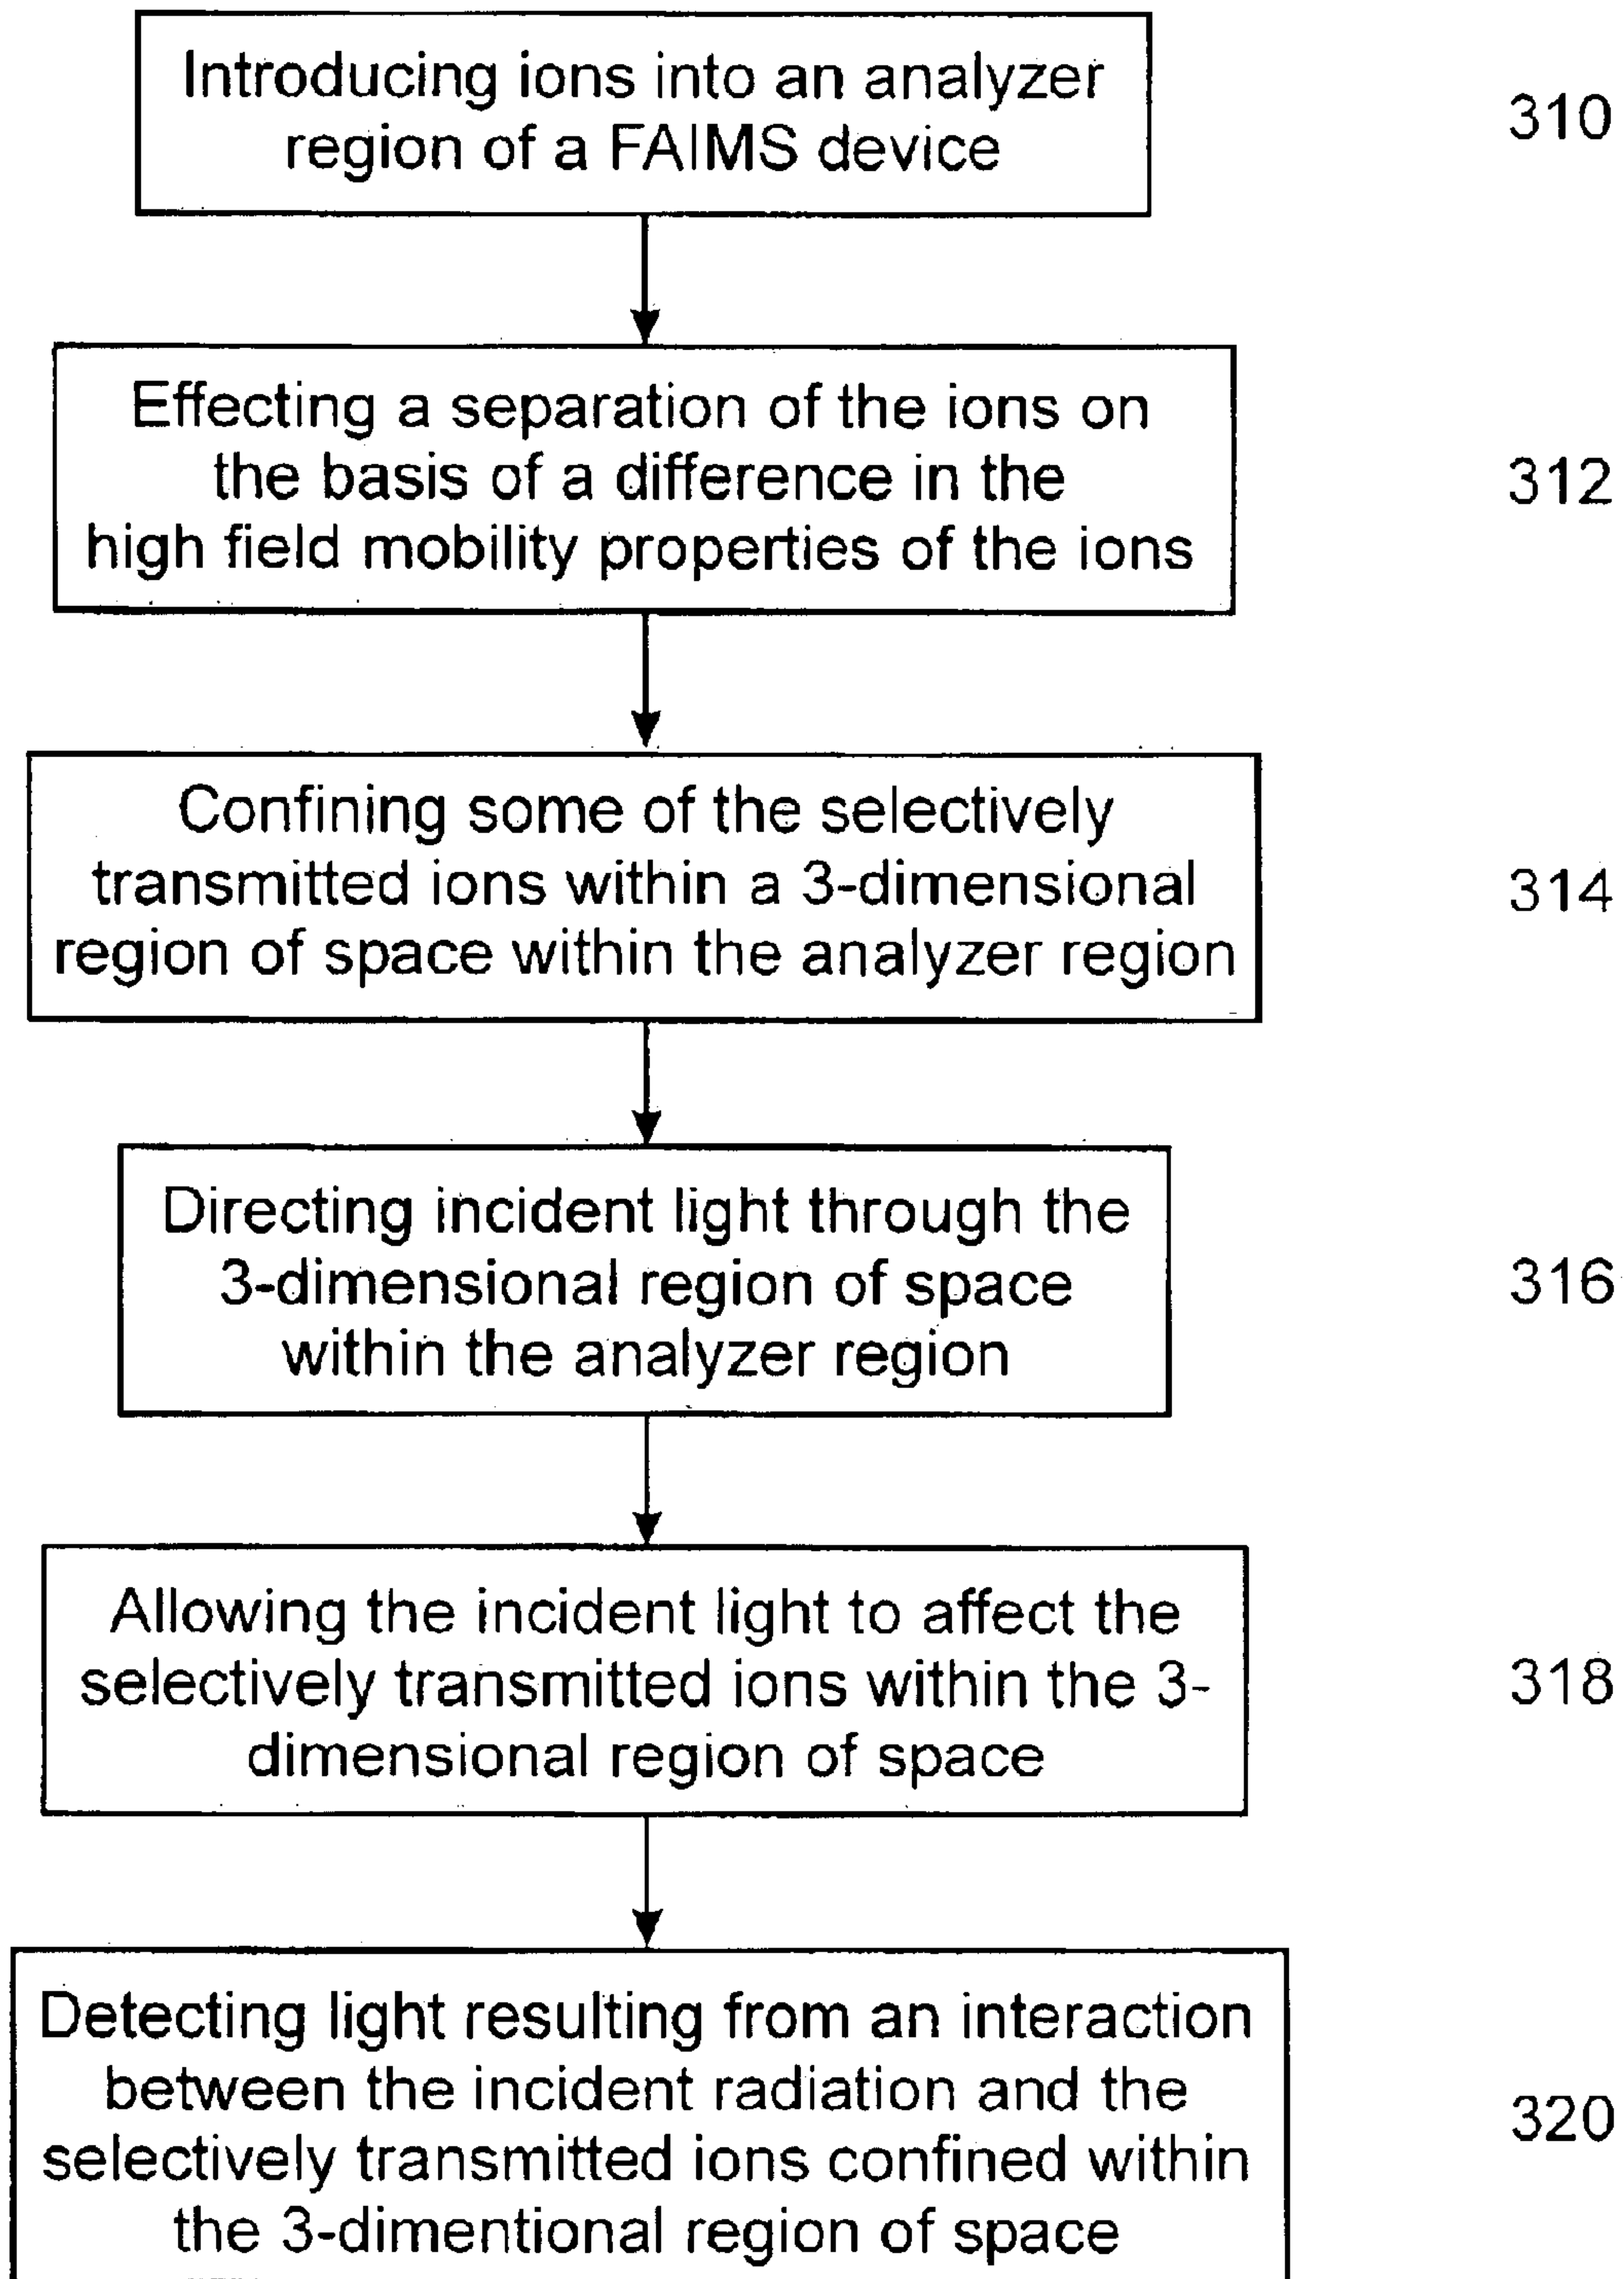 Introducing ions into an analyzer
region of a FAIMS device
310
Effecting a separation of the ions on
the basis of a difference in the
high field mobility properties of the ions
312
Confining some of the selectively
transmitted ions within a 3-dimensional
region of space within the analyzer region
314
Directing incident light through the
3-dimensional region of space
within the analyzer region
316
Allowing the incident light to affect the
selectively transmitted ions within the 3-
dimensional region of space
318
Detecting light resulting from an interaction
between the incident radiation and the
selectively transmitted ions confined within
the 3-dimentional region of space
320